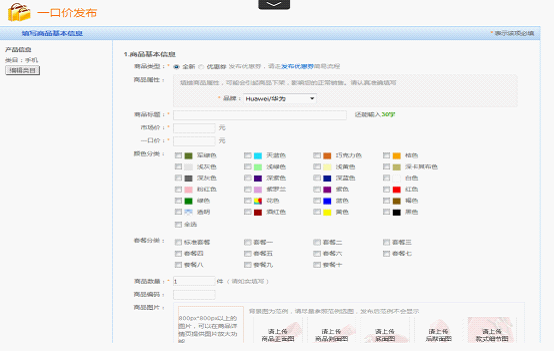 一口价发布
填写商品基本信息
* 表示该项必填
产品信息
类目：手机
编辑类目
1.商品基本信息
商品类型：* 全新 优惠券 发布优惠券，请走发布优惠券简易流程
商品属性：
填错商品属性，可能会引起商品下架，影响您的正常销售。请认真准确填写
* 品牌： Huawei/华为
商品标题：* 还能输入30字
市场价： 元
一口价：* 元
颜色分类： 军绿色 天蓝色 巧克力色 桔色
浅灰色 浅绿色 浅黄色 深卡其布色
深灰色 深紫色 深蓝色 白色
粉红色 紫罗兰 紫色 红色
绿色 花色 蓝色 褐色
透明 酒红色 黄色 黑色
全选
套餐分类： 标准套餐 套餐一 套餐二 套餐三
套餐四 套餐五 套餐六 套餐七
套餐八 套餐九 套餐十
商品数量：* 1 件（请如实填写）
商品编码：
商品图片：
800px*800px以上的
图片，可以在商品详
情页提供图片放大功
能
背景图为范例，请尽量参照范例选图，发布后范例不会显示
请上传
商品正面图
请上传
商品侧面图
请上传
底面图
请上传
后部面图
请上传
款式细节图